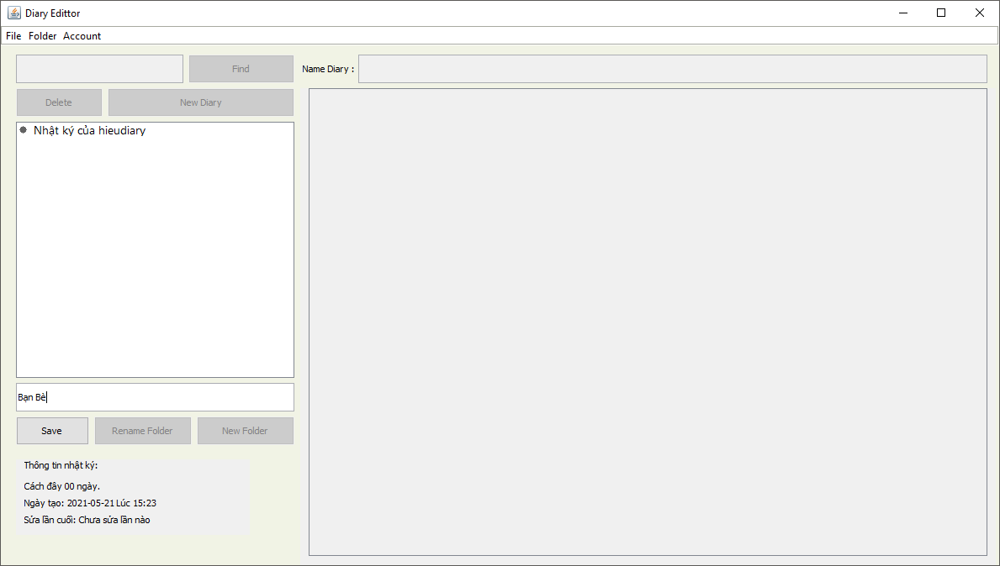 Diary Edittor
File Folder Account
Find
Name Diary :
Delete
New Diary
Nhật ký của hieudiary
Bạn Bè
Save
Rename Folder
New Folder
Thông tin nhật ký:
Cách đây 00 ngày.
Ngày tạo: 2021-05-21 Lúc 15:23
Sửa lần cuối: Chưa sửa lần nào